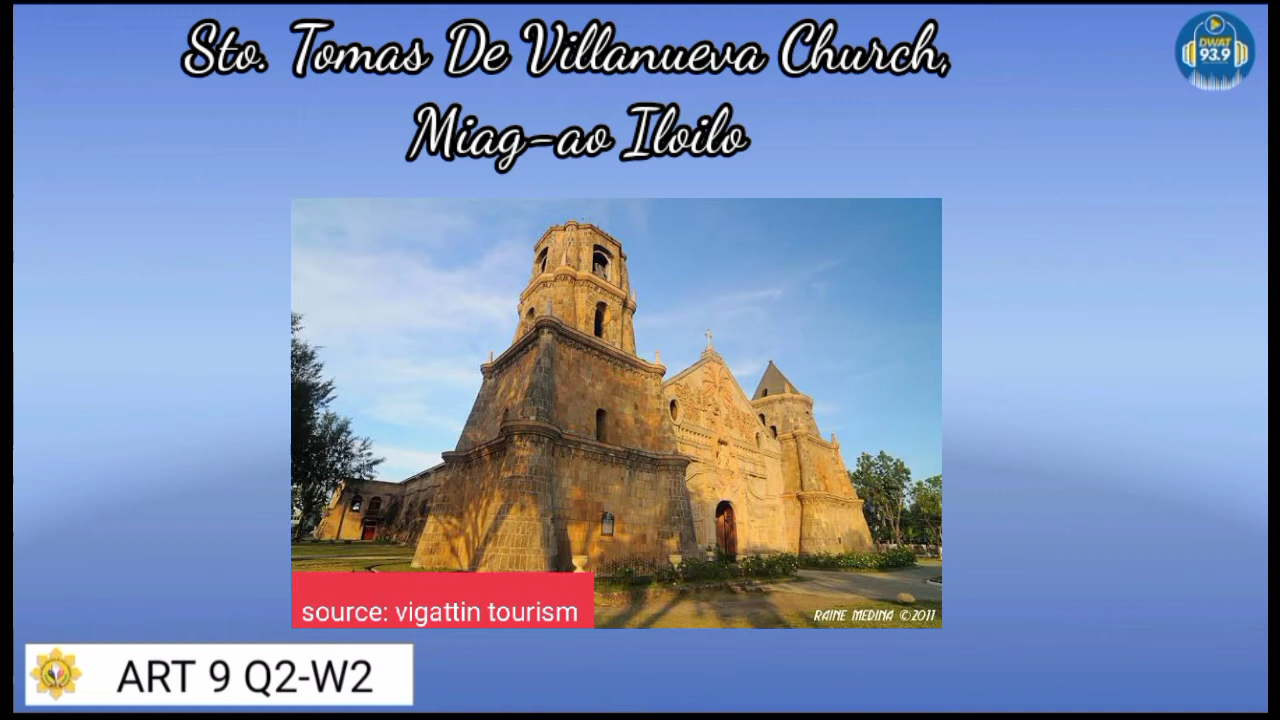 Sto. Tomas De Villanueva Church,
Miag-ao Iloilo
DWAT
93.9
source: vigattin tourism
RAINE MEDINA ©2011
ART 9 Q2-W2